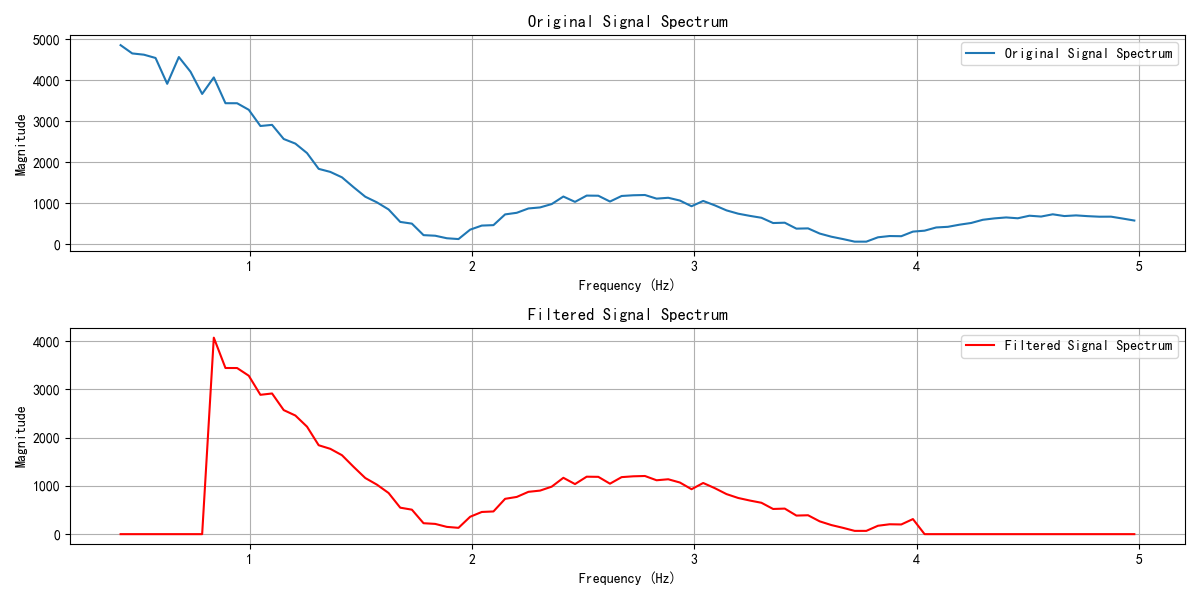 Original Signal Spectrum
5000
4000
3000
2000
1000
0
Magnitude
Original Signal Spectrum
1 2 3 4 5
Frequency (Hz)
Filtered Signal Spectrum
4000
3000
2000
1000
0
Magnitude
Filtered Signal Spectrum
1 2 3 4 5
Frequency (Hz)